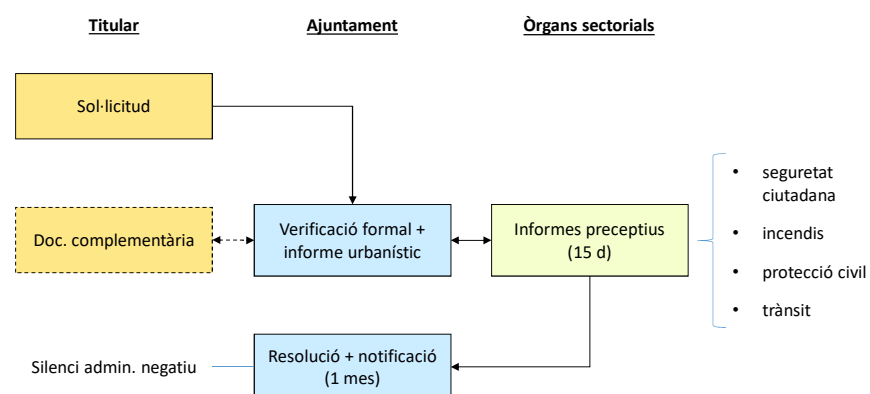 Titular
Ajuntament
Òrgans sectorials
Sol·licitud
Doc. complementària
Verificació formal +
informe urbanístic
Informes preceptius
(15 d)
• seguretat
ciutadana
• incendis
• protecció civil
• trànsit
Silenci admin. negatiu
Resolució + notificació
(1 mes)